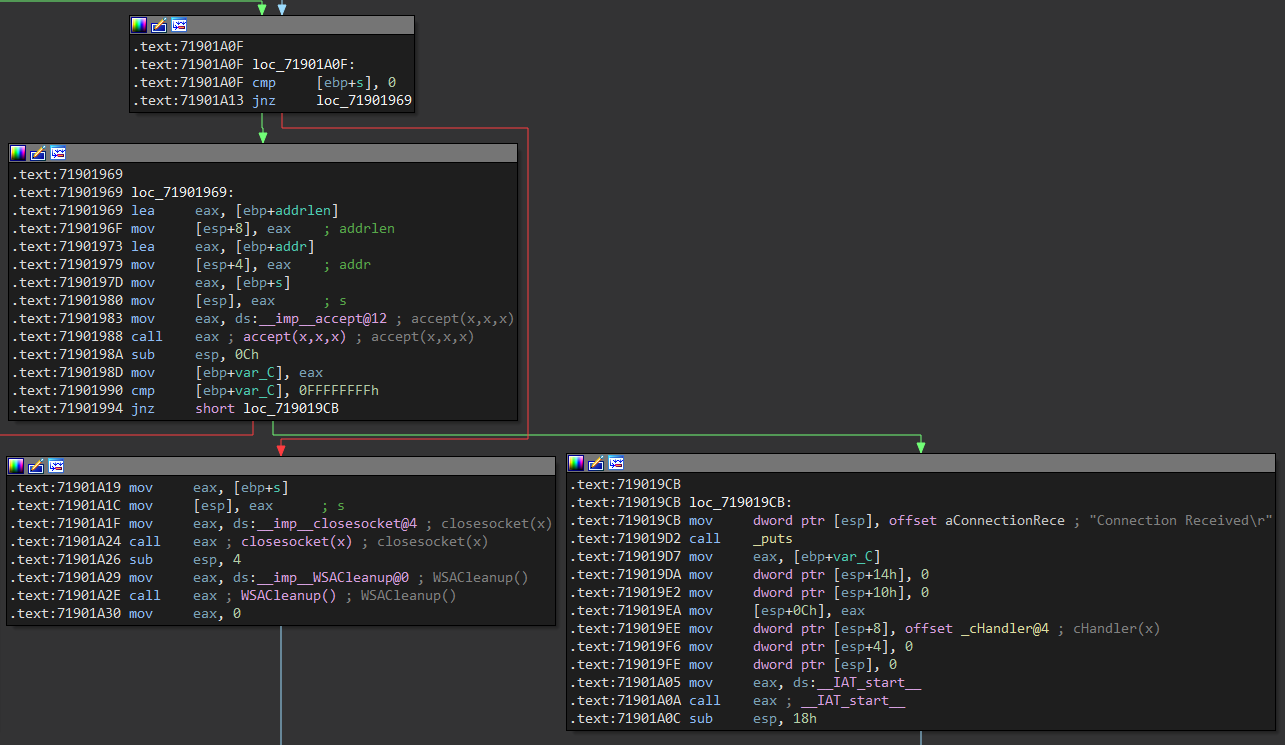 .text:71901A0F
.text:71901A0F loc_71901A0F:
.text:71901A0F cmp [ebp+s], 0
.text:71901A13 jnz loc_71901969
.text:71901969
.text:71901969 loc_71901969:
.text:71901969 lea eax, [ebp+addrlen]
.text:7190196F mov [esp+8], eax ; addrlen
.text:71901973 lea eax, [ebp+addr]
.text:71901979 mov [esp+4], eax ; addr
.text:7190197D mov eax, [ebp+s]
.text:71901980 mov [esp], eax ; s
.text:71901983 mov eax, ds:__imp__accept@12 ; accept(x,x,x)
.text:71901988 call eax ; accept(x,x,x) ; accept(x,x,x)
.text:7190198A sub esp, 0Ch
.text:7190198D mov [ebp+var_C], eax
.text:71901990 cmp [ebp+var_C], 0FFFFFFFFh
.text:71901994 jnz short loc_719019CB
.text:71901A19 mov eax, [ebp+s]
.text:71901A1C mov [esp], eax ; s
.text:71901A1F mov eax, ds:__imp__closesocket@4 ; closesocket(x)
.text:71901A24 call eax ; closesocket(x) ; closesocket(x)
.text:71901A26 sub esp, 4
.text:71901A29 mov eax, ds:__imp__WSACleanup@0 ; WSACleanup()
.text:71901A2E call eax ; WSACleanup() ; WSACleanup()
.text:71901A30 mov eax, 0
.text:719019CB
.text:719019CB loc_719019CB:
.text:719019CB mov dword ptr [esp], offset aConnectionRece ; "Connection Received\r"
.text:719019D2 call _puts
.text:719019D7 mov eax, [ebp+var_C]
.text:719019DA mov dword ptr [esp+14h], 0
.text:719019E2 mov dword ptr [esp+10h], 0
.text:719019EA mov [esp+0Ch], eax
.text:719019EE mov dword ptr [esp+8], offset _cHandler@4 ; cHandler(x)
.text:719019F6 mov dword ptr [esp+4], 0
.text:719019FE mov dword ptr [esp], 0
.text:71901A05 mov eax, ds:__IAT_start__
.text:71901A0A call eax ; __IAT_start__
.text:71901A0C sub esp, 18h